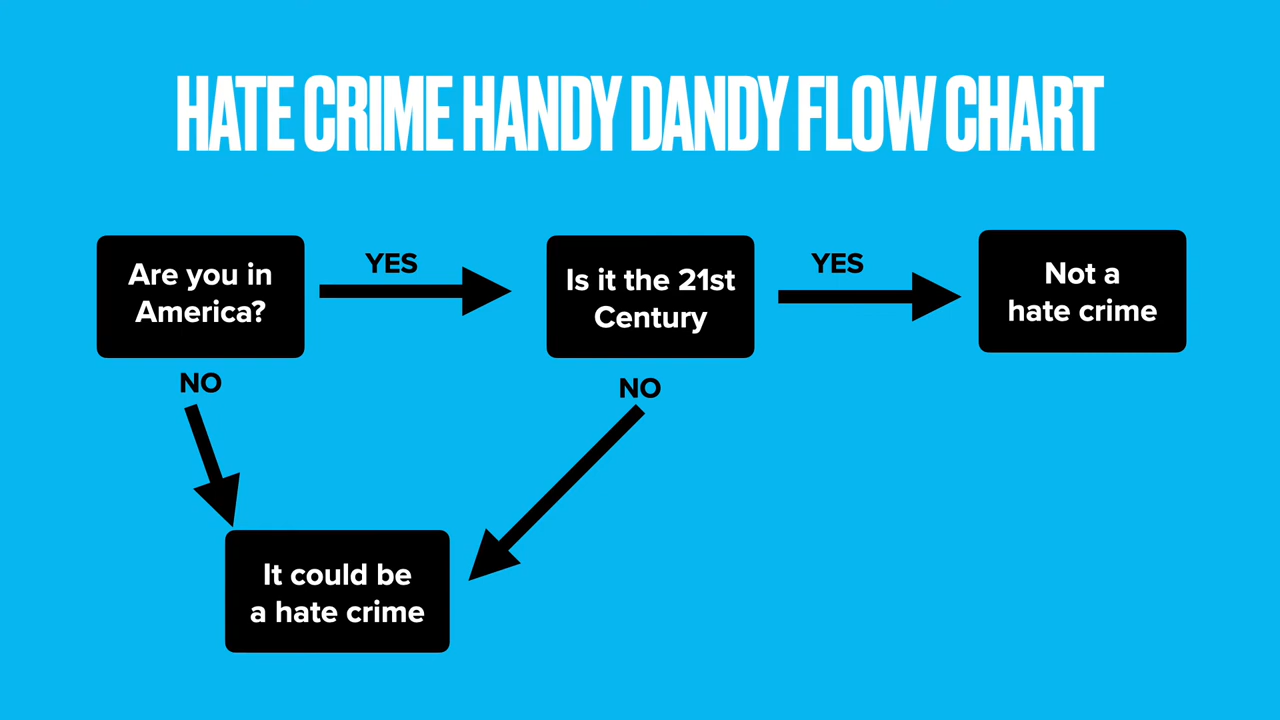 HATE CRIME HANDY DANDY FLOW CHART
Are you in
America?
YES
Is it the 21st
Century
YES
Not a
hate crime
NO
NO
It could be
a hate crime